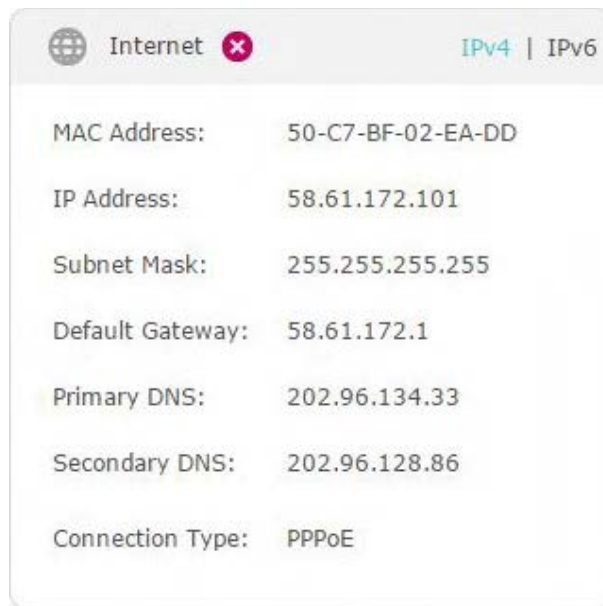 Internet IPv4 | IPv6
MAC Address: 50-C7-BF-02-EA-DD
IP Address: 58.61.172.101
Subnet Mask: 255.255.255.255
Default Gateway: 58.61.172.1
Primary DNS: 202.96.134.33
Secondary DNS: 202.96.128.86
Connection Type: PPPoE